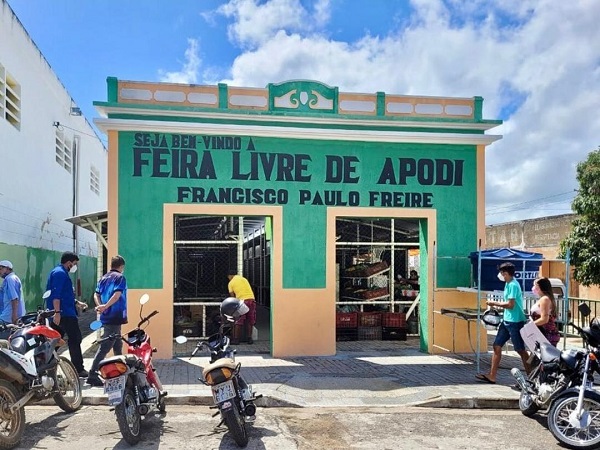 SEJA BEM-VINDO A
FEIRA LIVRE DE APODI
FRANCISCO PAULO FREIRE